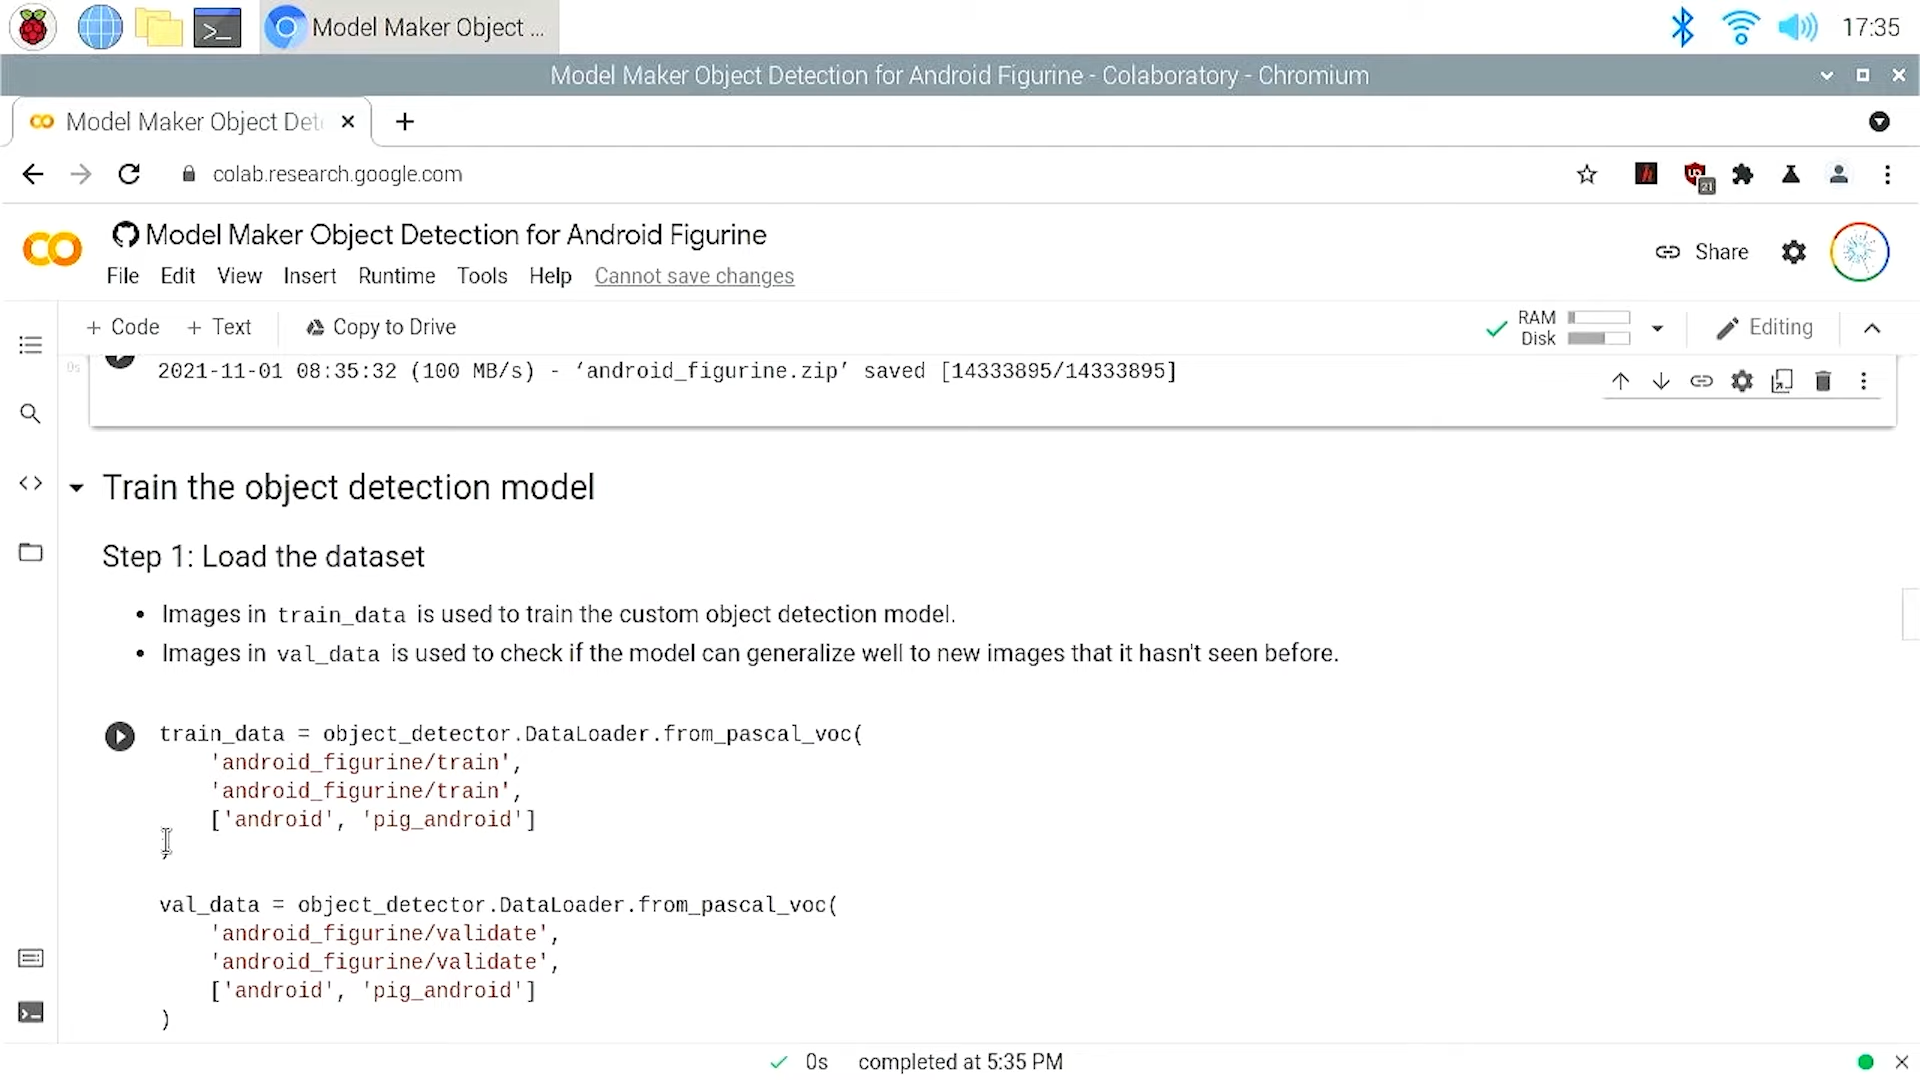 Model Maker Object ...
17:35
Model Maker Object Detection for Android Figurine - Colaboratory - Chromium
Model Maker Object Det
colab.research.google.com
21
Model Maker Object Detection for Android Figurine
Share
File Edit View Insert Runtime Tools Help Cannot save changes
+ Code + Text Copy to Drive
RAM
Disk
Editing
0s
2021-11-01 08:35:32 (100 MB/s) - ‘android_figurine.zip’ saved [14333895/14333895]
Train the object detection model
Step 1: Load the dataset
• Images in train_data is used to train the custom object detection model.
• Images in val_data is used to check if the model can generalize well to new images that it hasn't seen before.
train_data = object_detector.DataLoader.from_pascal_voc(
'android_figurine/train',
'android_figurine/train',
['android', 'pig_android']
)
val_data = object_detector.DataLoader.from_pascal_voc(
'android_figurine/validate',
'android_figurine/validate',
['android', 'pig_android']
)
0s completed at 5:35 PM